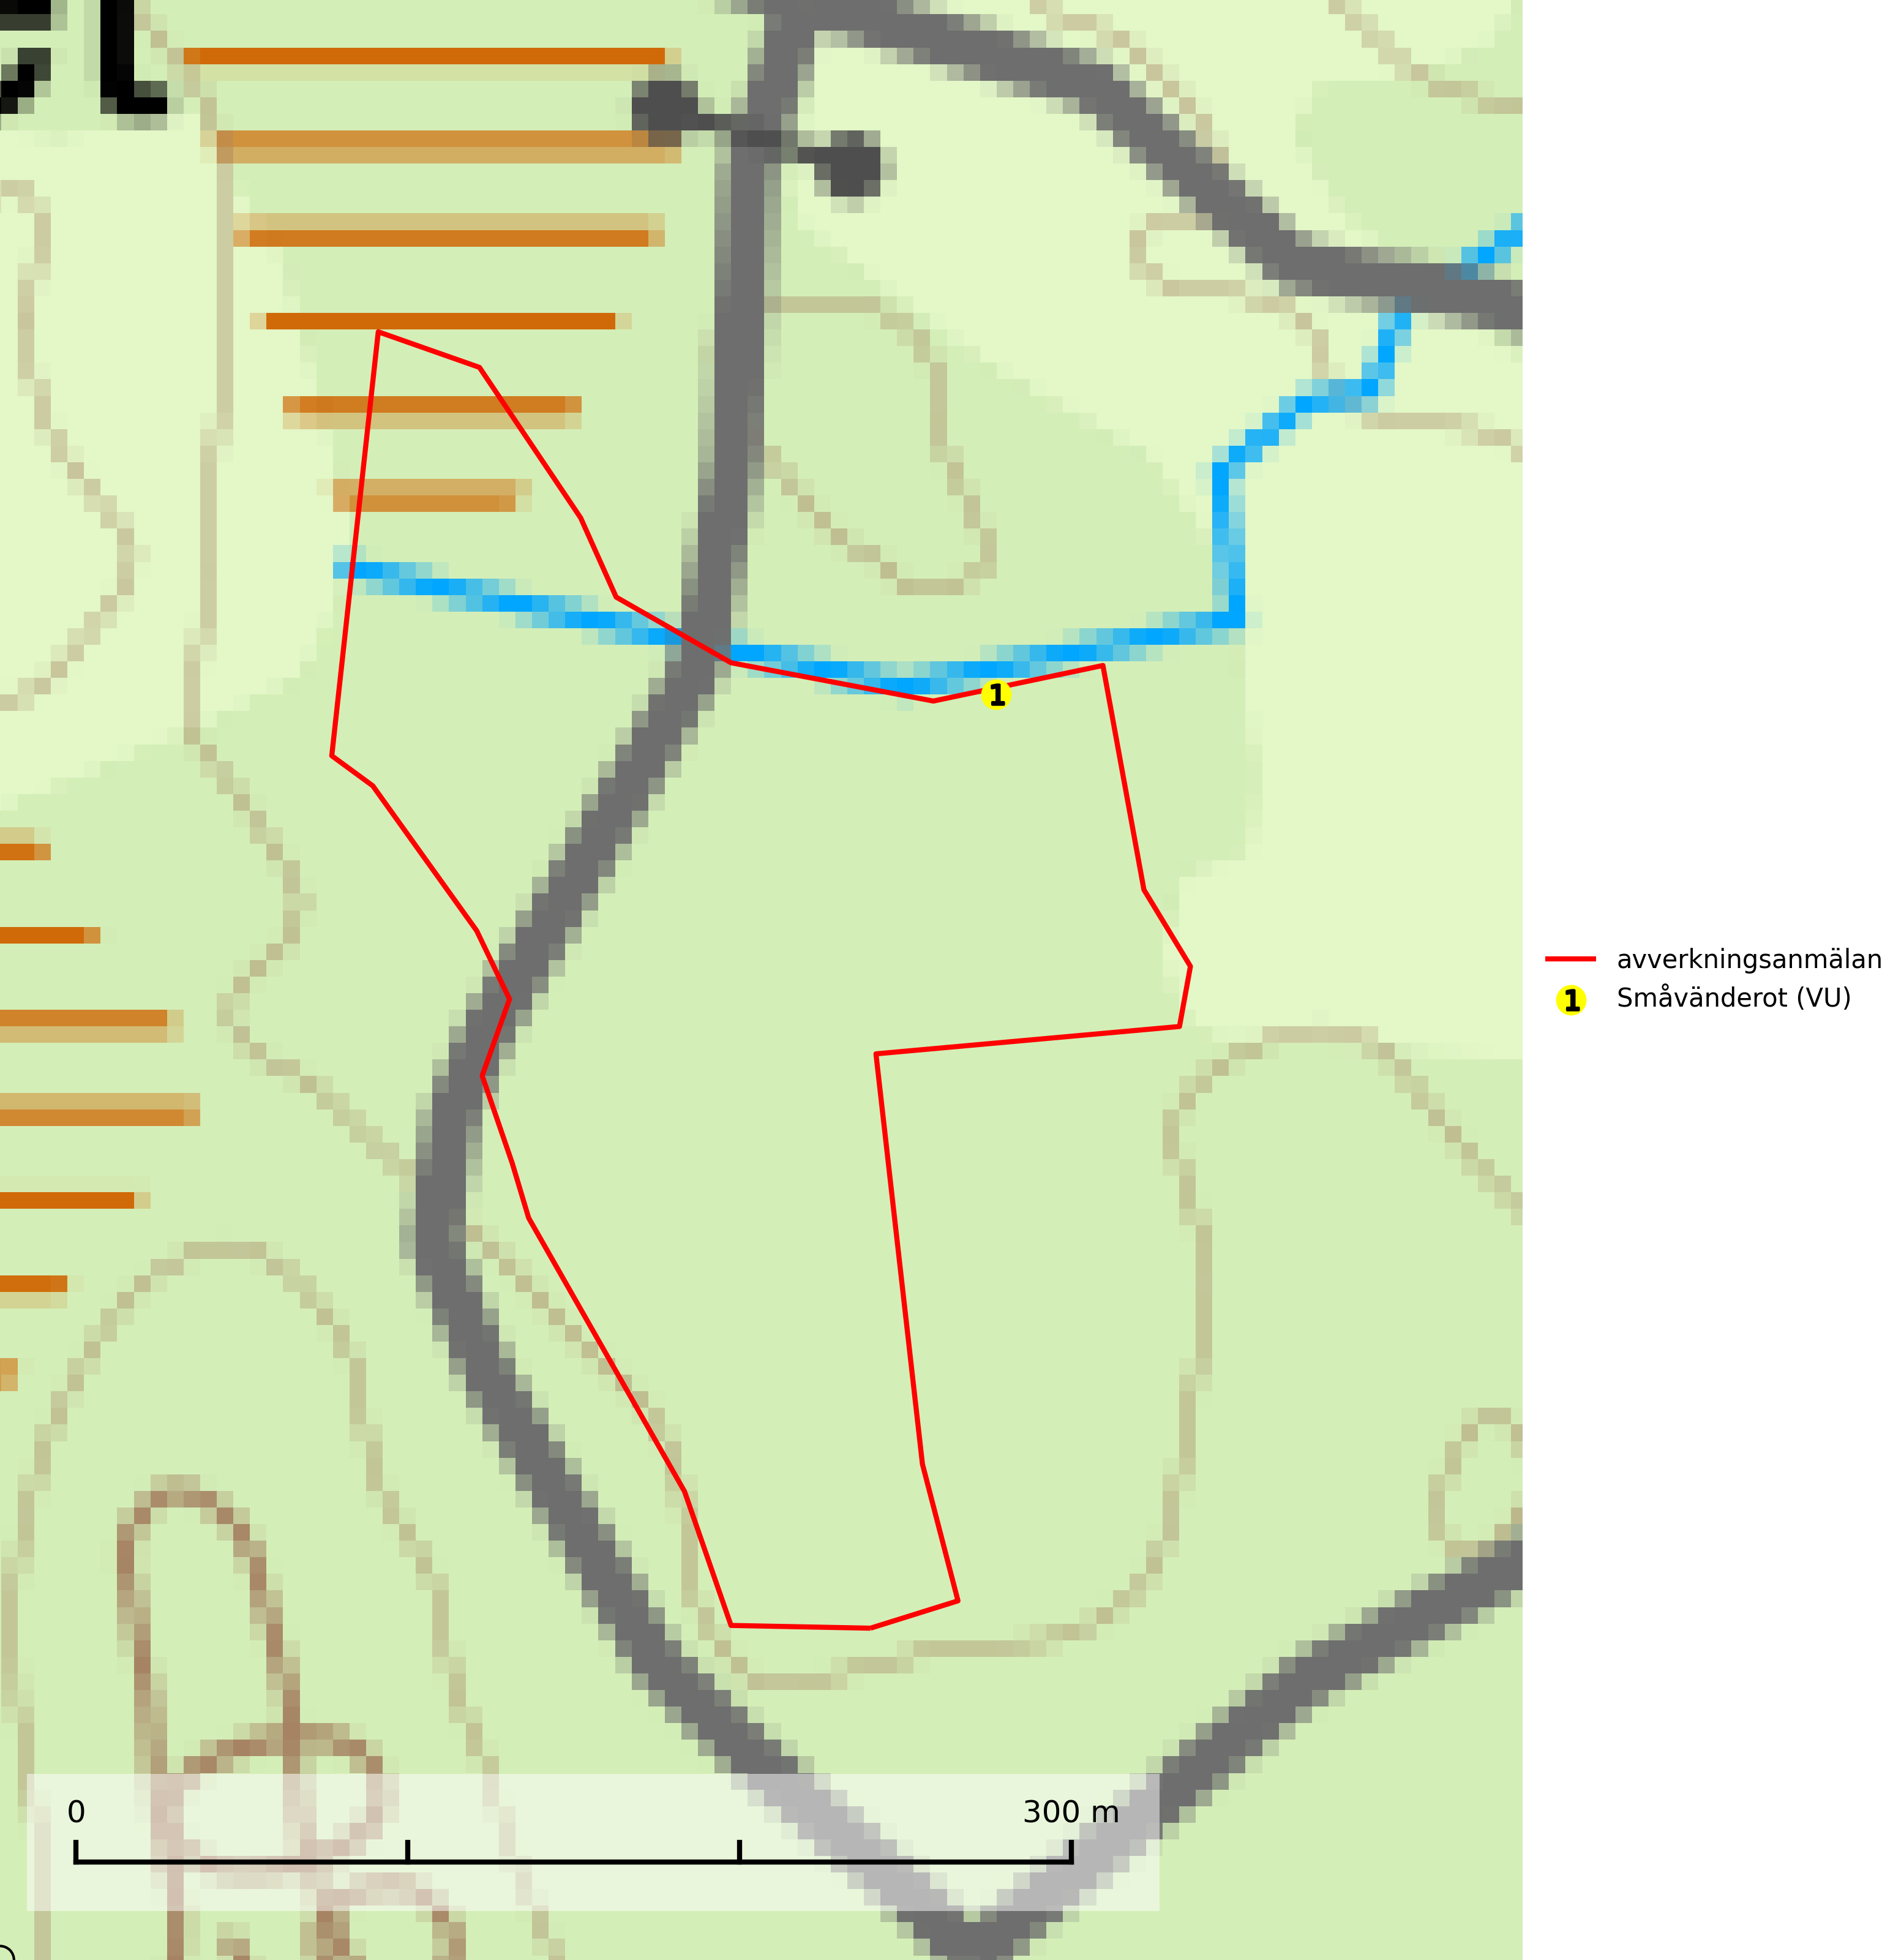 1
avverkningsanmälan
1 Småvänderot (VU)
0 300 m